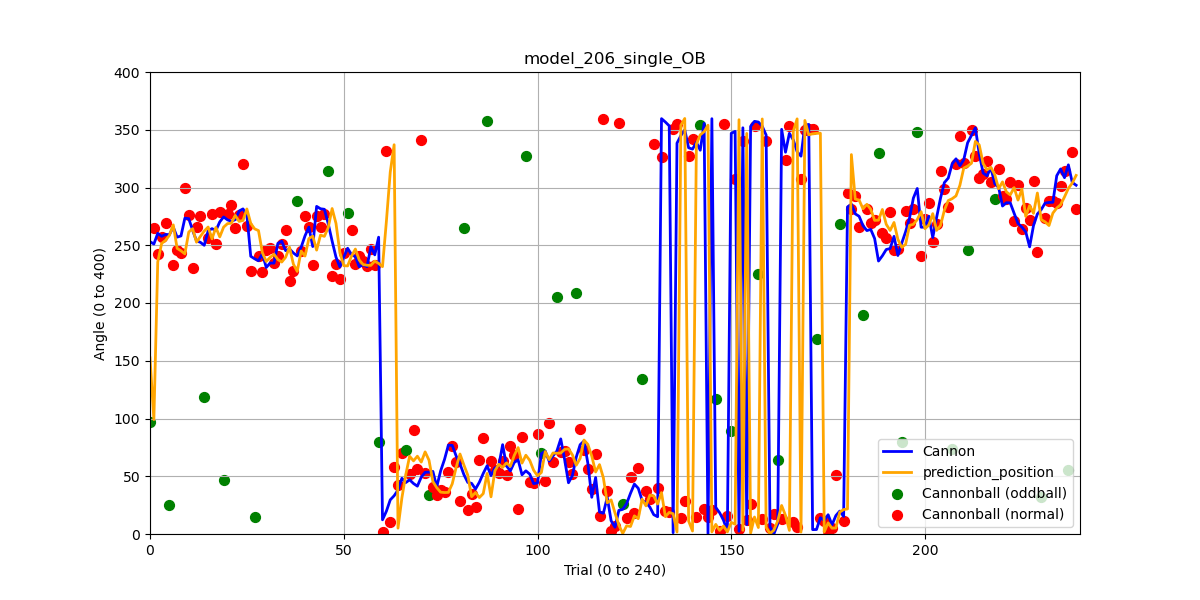 model_206_single_OB
400
350
300
250
200
150
100
50
0
Angle (0 to 400)
Cannon
prediction_position
Cannonball (oddball)
Cannonball (normal)
0 50 100 150 200
Trial (0 to 240)